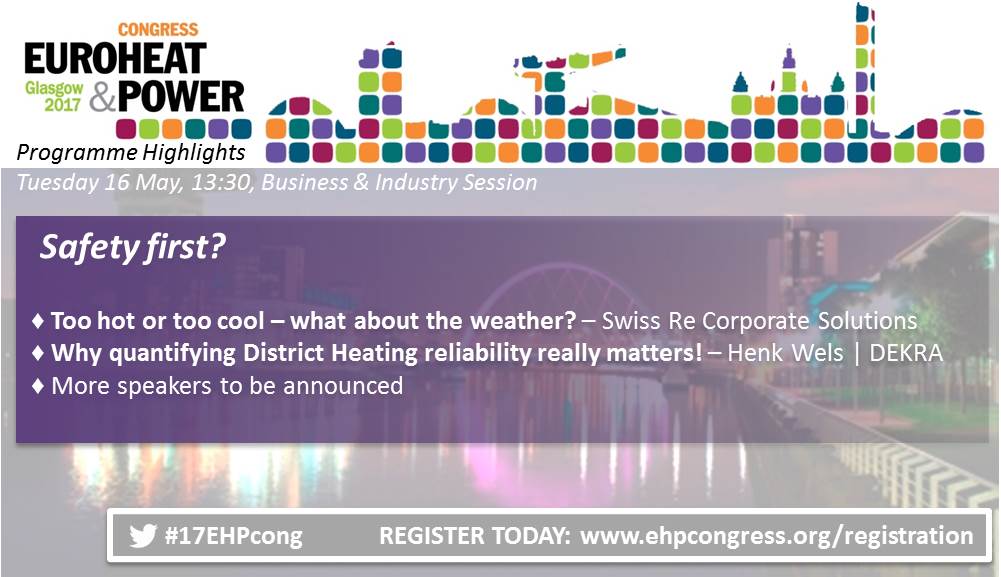 CONGRESS
EUROHEAT
Glasgow
2017
&POWER
Programme Highlights
Tuesday 16 May, 13:30, Business & Industry Session
Safety first?
♦ Too hot or too cool – what about the weather? – Swiss Re Corporate Solutions
♦ Why quantifying District Heating reliability really matters! – Henk Wels | DEKRA
♦ More speakers to be announced
#17EHPcong REGISTER TODAY: www.ehpcongress.org/registration